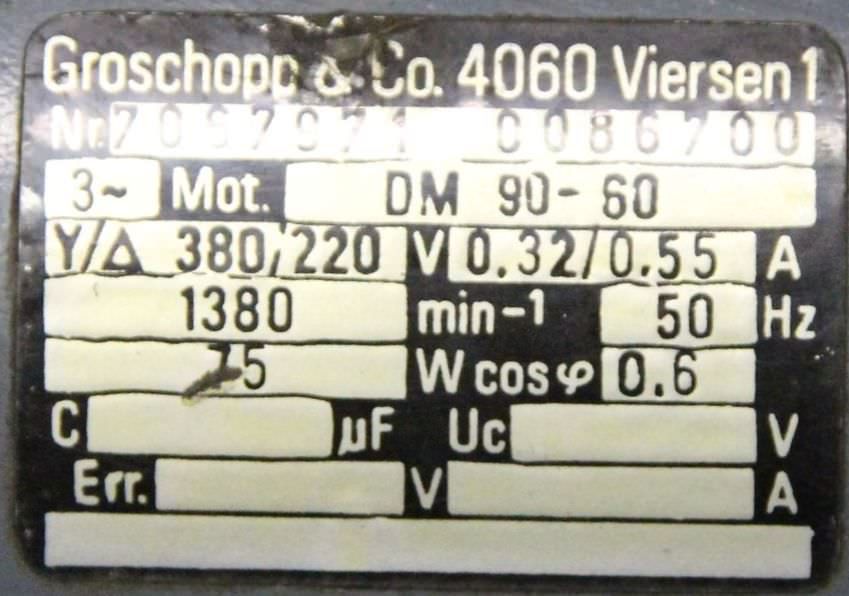 Groschopp & Co. 4060 Viersen 1
Nr. 7097971 0086700
3~ Mot. DM 90-60
Y/Δ 380/220 V 0.32/0.55 A
1380 min-1 50 Hz
75 W cos φ 0.6
C µF Uc V
Err. V A